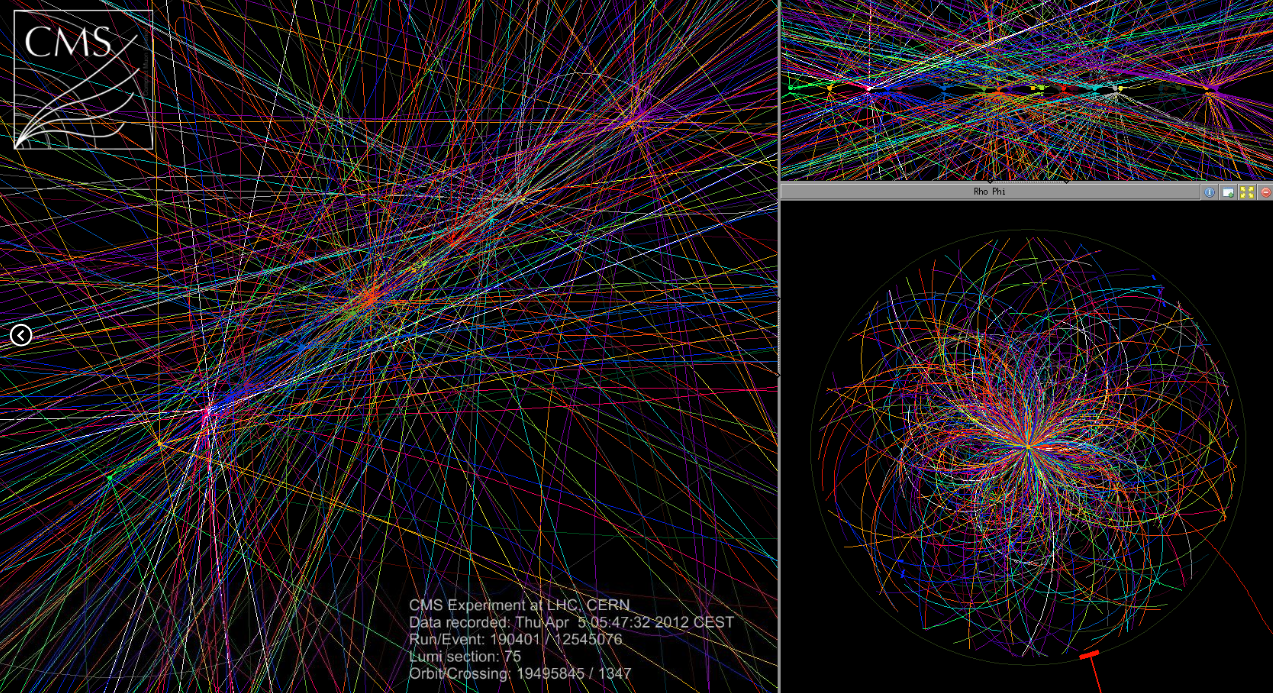 CMS
Rho Phi
CMS Experiment at LHC, CERN
Data recorded: Thu Apr  5 05:47:32 2012 CEST
Run/Event: 190401 / 12545076
Lumi section: 75
Orbit/Crossing: 19495845 / 1347